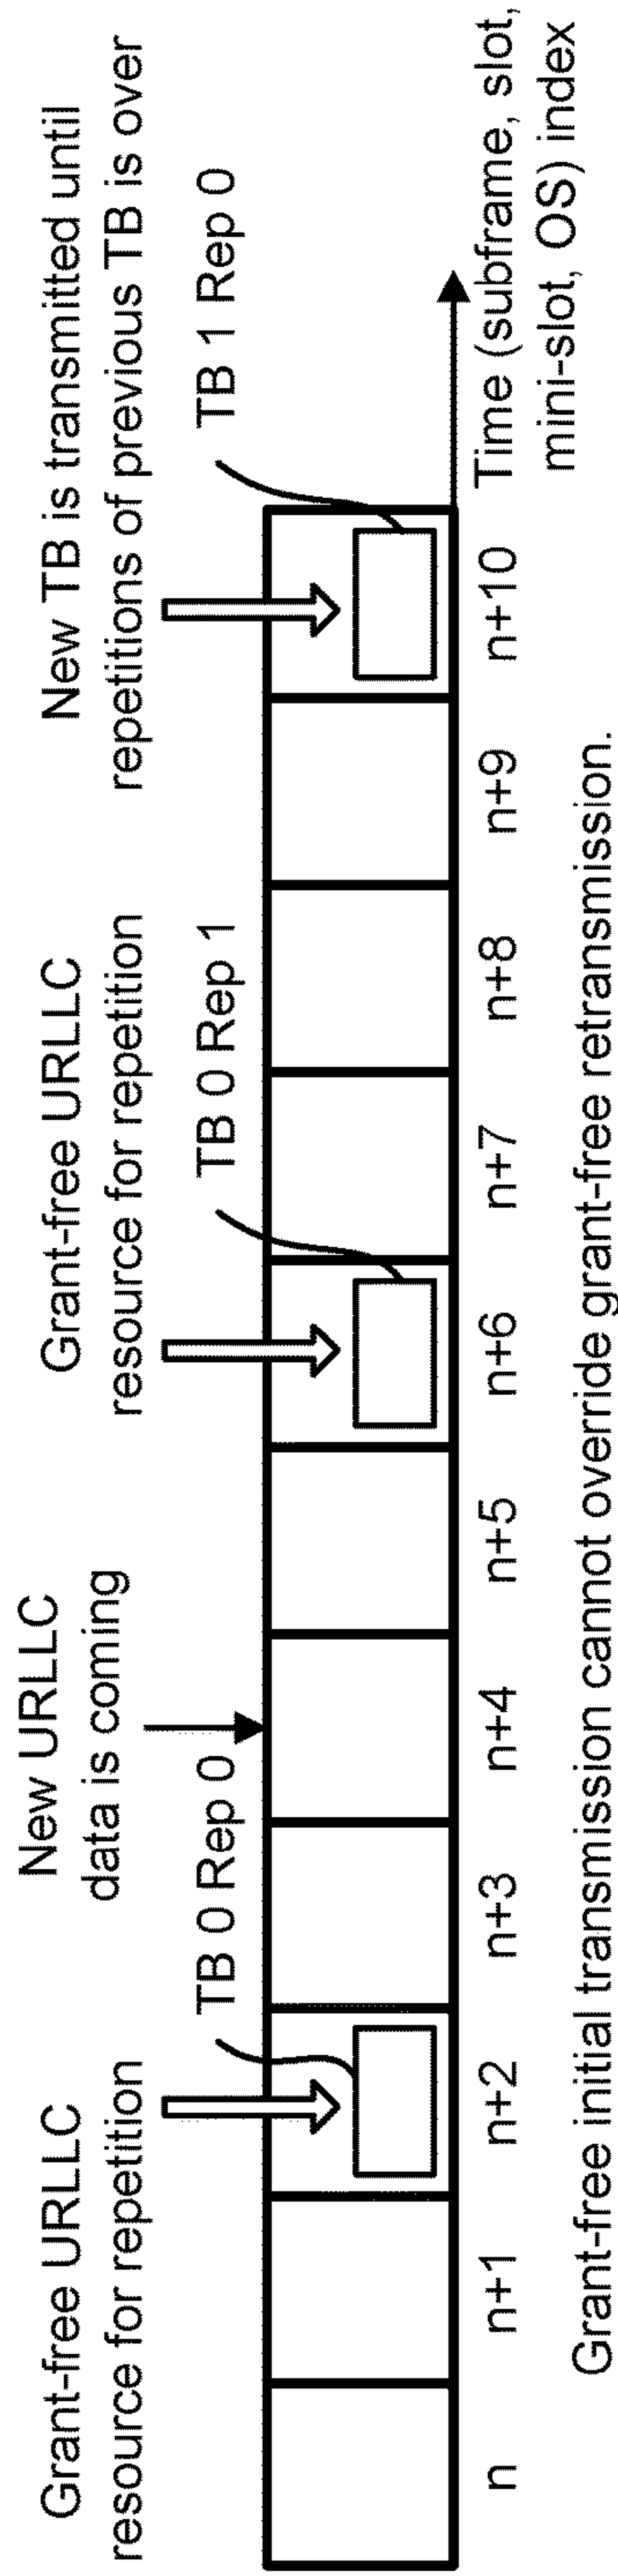 Grant-free URLLC
resource for repetition
New URLLC
data is coming
Grant-free URLLC
resource for repetition
New TB is transmitted until
repetitions of previous TB is over
TB 0 Rep 0
TB 0 Rep 1
TB 1 Rep 0
n n+1 n+2 n+3 n+4 n+5 n+6 n+7 n+8 n+9 n+10
Time (subframe, slot,
mini-slot, OS) index
Grant-free initial transmission cannot override grant-free retransmission.